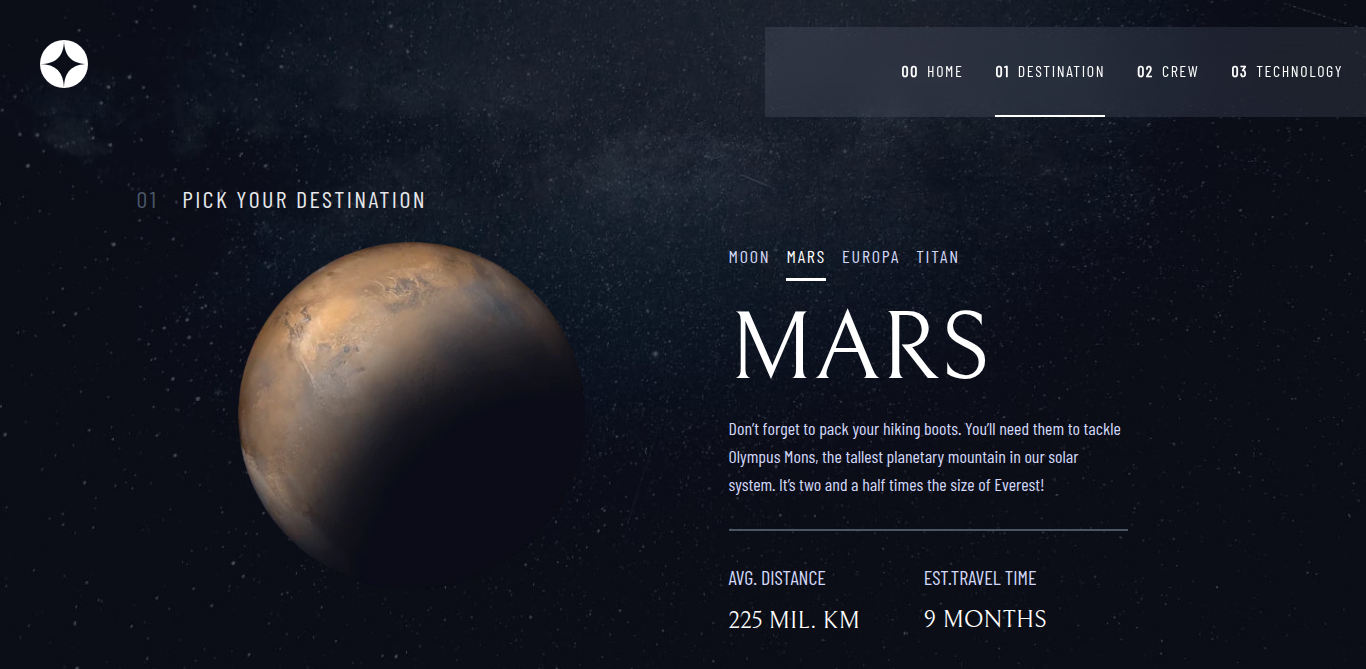 00 HOME 01 DESTINATION 02 CREW 03 TECHNOLOGY
01 PICK YOUR DESTINATION
MOON MARS EUROPA TITAN
MARS
Don't forget to pack your hiking boots. You'll need them to tackle
Olympus Mons, the tallest planetary mountain in our solar
system. It's two and a half times the size of Everest!
AVG. DISTANCE EST.TRAVEL TIME
225 MIL. KM 9 MONTHS